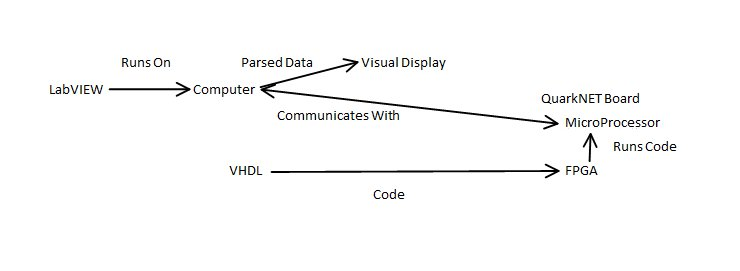 Runs On
Parsed Data
Visual Display
LabVIEW
Computer
QuarkNET Board
Communicates With
MicroProcessor
Runs Code
VHDL
FPGA
Code